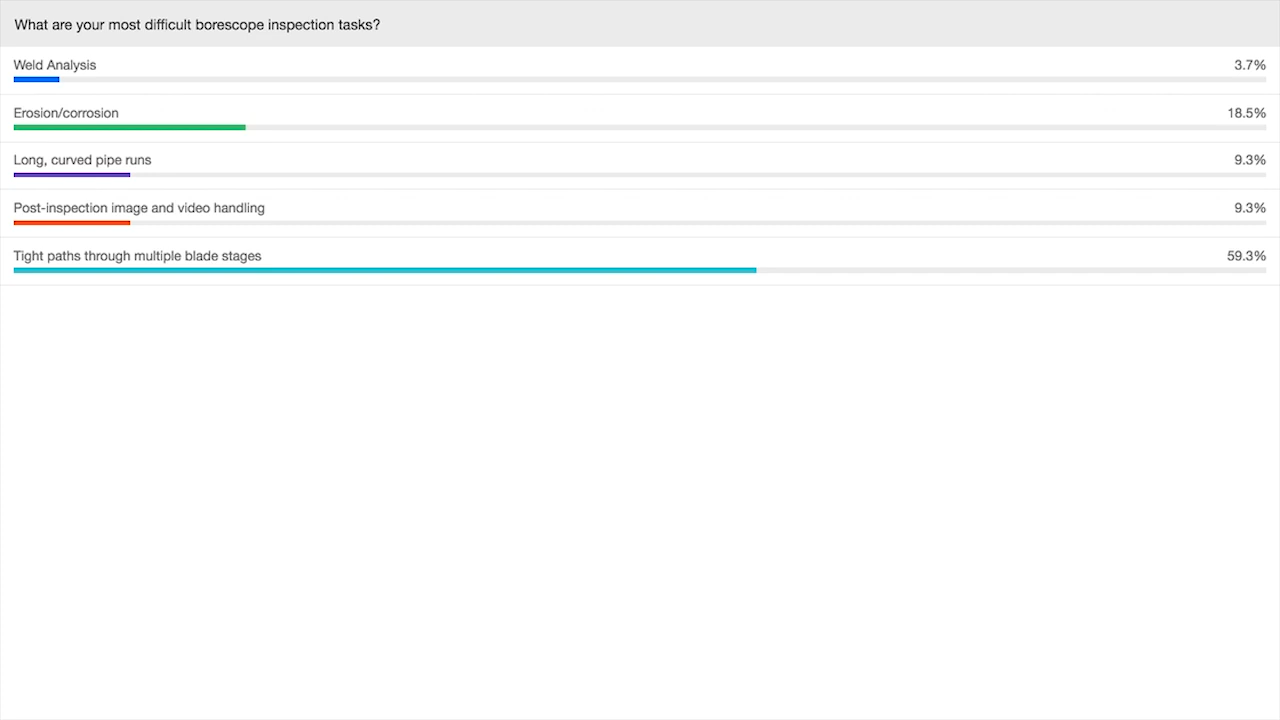 What are your most difficult borescope inspection tasks?
Weld Analysis 3.7%
Erosion/corrosion 18.5%
Long, curved pipe runs 9.3%
Post-inspection image and video handling 9.3%
Tight paths through multiple blade stages 59.3%